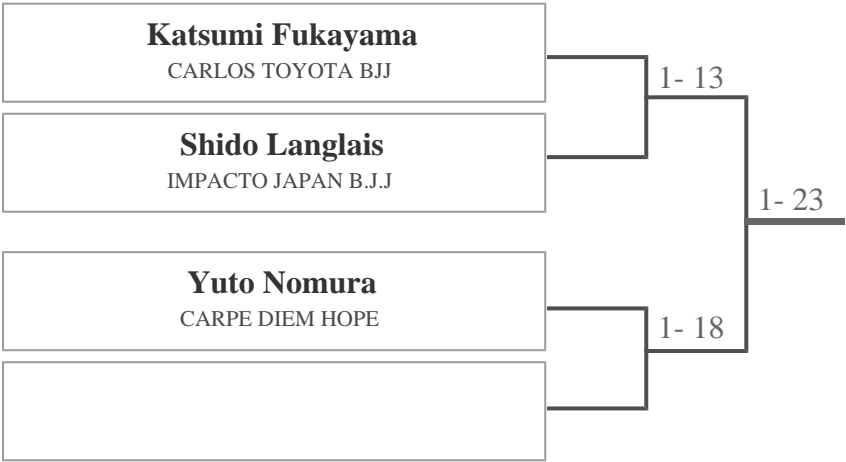 Katsumi Fukayama
CARLOS TOYOTA BJJ
1- 13
Shido Langlais
IMPACTO JAPAN B.J.J
1- 23
Yuto Nomura
CARPE DIEM HOPE
1- 18